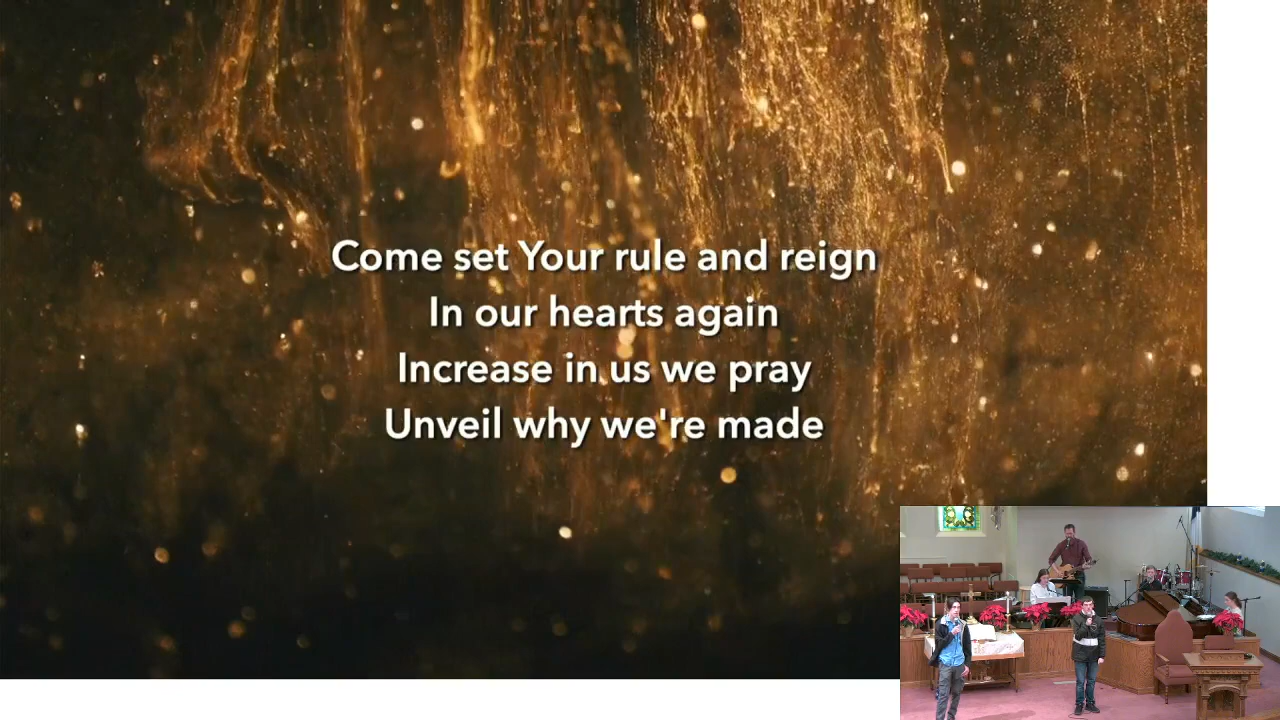 Come set Your rule and reign
In our hearts again
Increase in us we pray
Unveil why we're made